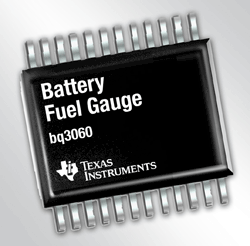 Battery
Fuel Gauge
bq3060
TEXAS
INSTRUMENTS